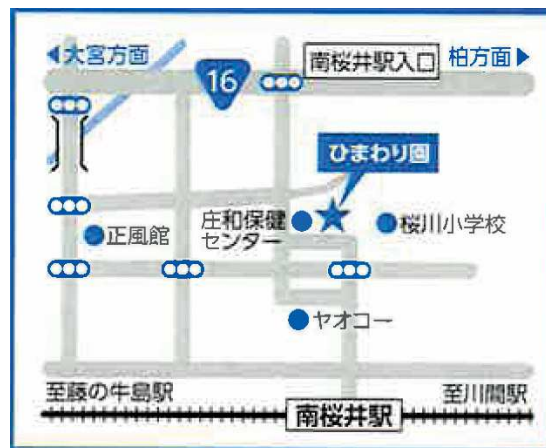 ◀大宮方面
16
南桜井駅入口
柏方面▶
ひまわり園
庄和保健
センター
桜川小学校
正風館
ヤオコー
至藤の牛島駅
至川間駅
南桜井駅